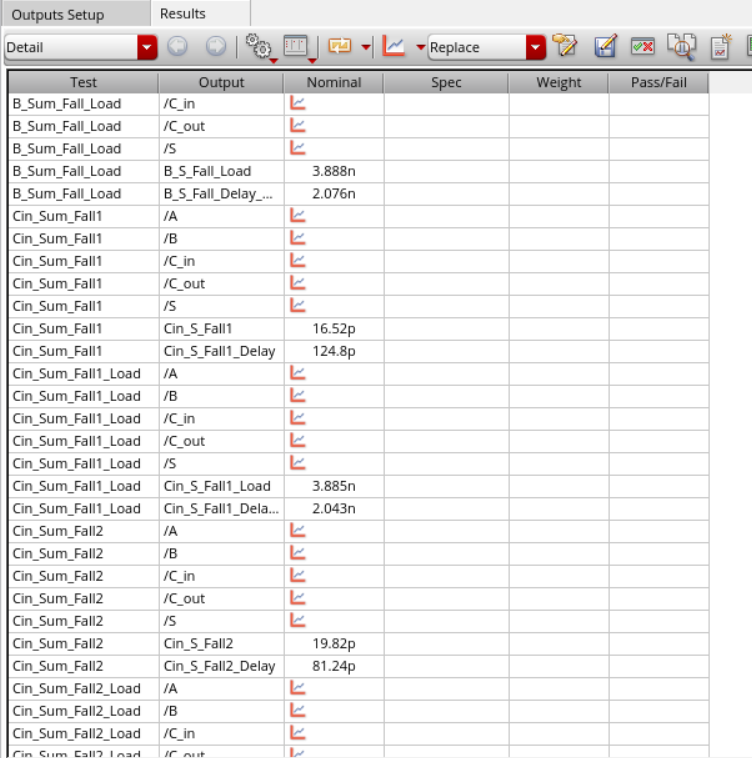 Outputs Setup Results
Detail Replace
Test Output Nominal Spec Weight Pass/Fail
B_Sum_Fall_Load /C_in
B_Sum_Fall_Load /C_out
B_Sum_Fall_Load /S
B_Sum_Fall_Load B_S_Fall_Load 3.888n
B_Sum_Fall_Load B_S_Fall_Delay_... 2.076n
Cin_Sum_Fall1 /A
Cin_Sum_Fall1 /B
Cin_Sum_Fall1 /C_in
Cin_Sum_Fall1 /C_out
Cin_Sum_Fall1 /S
Cin_Sum_Fall1 Cin_S_Fall1 16.52p
Cin_Sum_Fall1 Cin_S_Fall1_Delay 124.8p
Cin_Sum_Fall1_Load /A
Cin_Sum_Fall1_Load /B
Cin_Sum_Fall1_Load /C_in
Cin_Sum_Fall1_Load /C_out
Cin_Sum_Fall1_Load /S
Cin_Sum_Fall1_Load Cin_S_Fall1_Load 3.885n
Cin_Sum_Fall1_Load Cin_S_Fall1_Dela... 2.043n
Cin_Sum_Fall2 /A
Cin_Sum_Fall2 /B
Cin_Sum_Fall2 /C_in
Cin_Sum_Fall2 /C_out
Cin_Sum_Fall2 /S
Cin_Sum_Fall2 Cin_S_Fall2 19.82p
Cin_Sum_Fall2 Cin_S_Fall2_Delay 81.24p
Cin_Sum_Fall2_Load /A
Cin_Sum_Fall2_Load /B
Cin_Sum_Fall2_Load /C_in
Cin_Sum_Fall2_Load /C_out